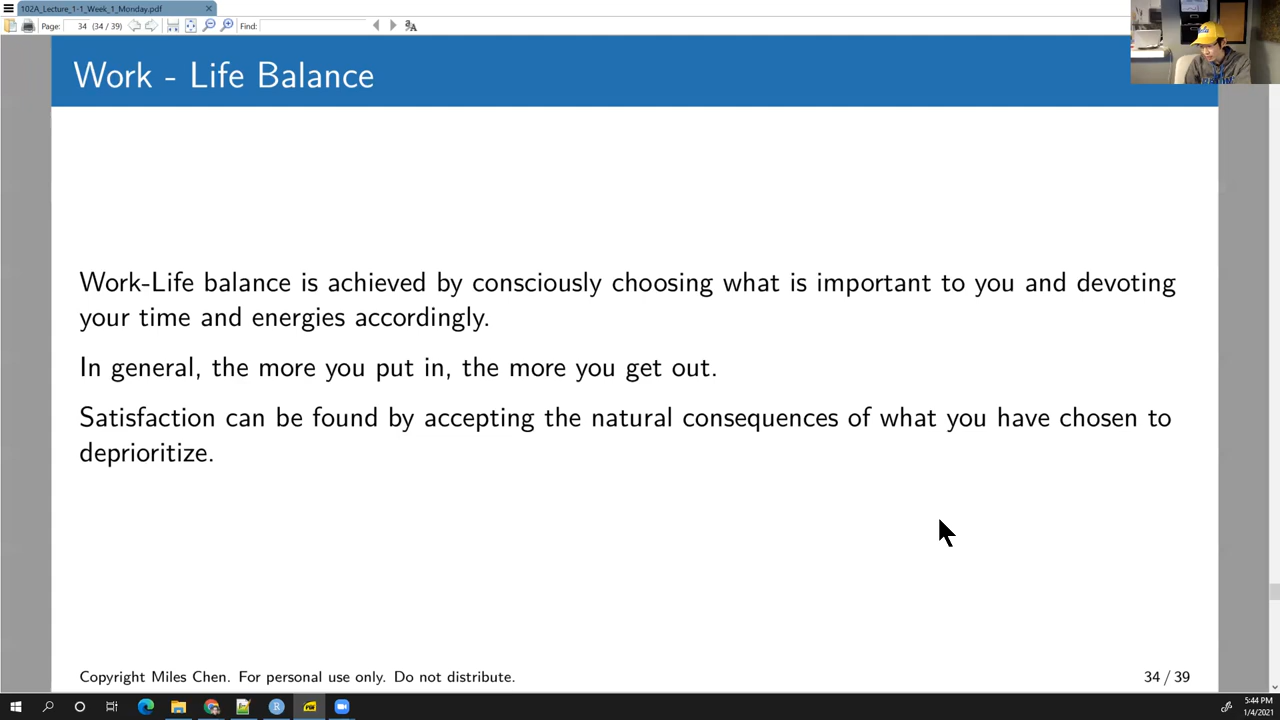 102A_Lecture_1-1_Week_1_Monday.pdf
Page: 34 (34 / 39) Find:
Work - Life Balance
Work-Life balance is achieved by consciously choosing what is important to you and devoting
your time and energies accordingly.
In general, the more you put in, the more you get out.
Satisfaction can be found by accepting the natural consequences of what you have chosen to
deprioritize.
Copyright Miles Chen. For personal use only. Do not distribute. 34 / 39
5:44 PM
1/4/2021